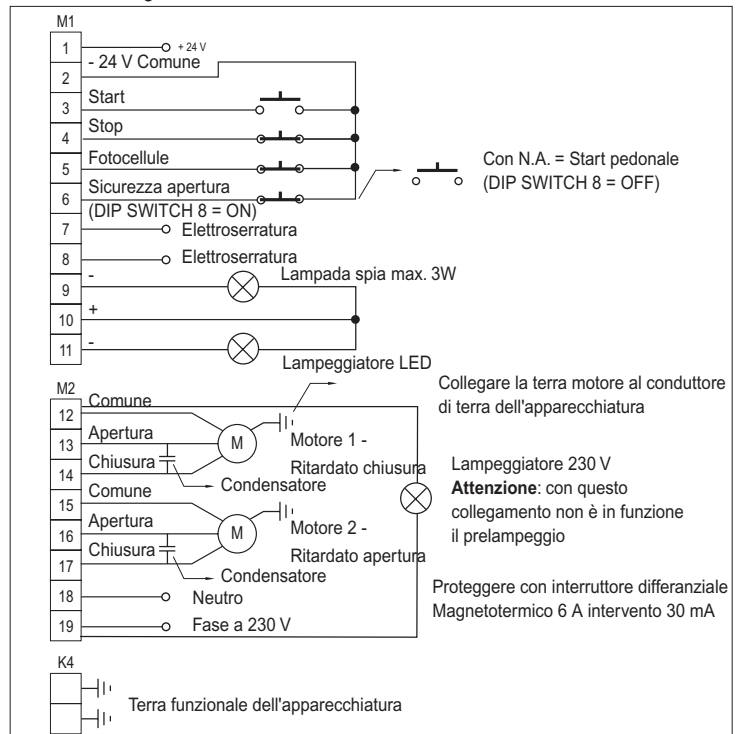 M1
1
+ 24 V
- 24 V Comune
2
Start
3
Stop
4
Fotocellule
5
Sicurezza apertura
6
(DIP SWITCH 8 = ON)
Con N.A. = Start pedonale
(DIP SWITCH 8 = OFF)
7
Elettroserratura
8
Elettroserratura
-
Lampada spia max. 3W
9
+
10
-
11
Lampeggiatore LED
M2
Comune
12
Apertura
13
M
Motore 1 -
Chiusura
Ritardato chiusura
14
Condensatore
Comune
15
Apertura
16
M
Motore 2 -
Chiusura
Ritardato apertura
17
Condensatore
18
Neutro
19
Fase a 230 V
Collegare la terra motore al conduttore
di terra dell'apparecchiatura
Lampeggiatore 230 V
Attenzione: con questo
collegamento non è in funzione
il prelampeggio
Proteggere con interruttore differanziale
Magnetotermico 6 A intervento 30 mA
K4
Terra funzionale dell'apparecchiatura